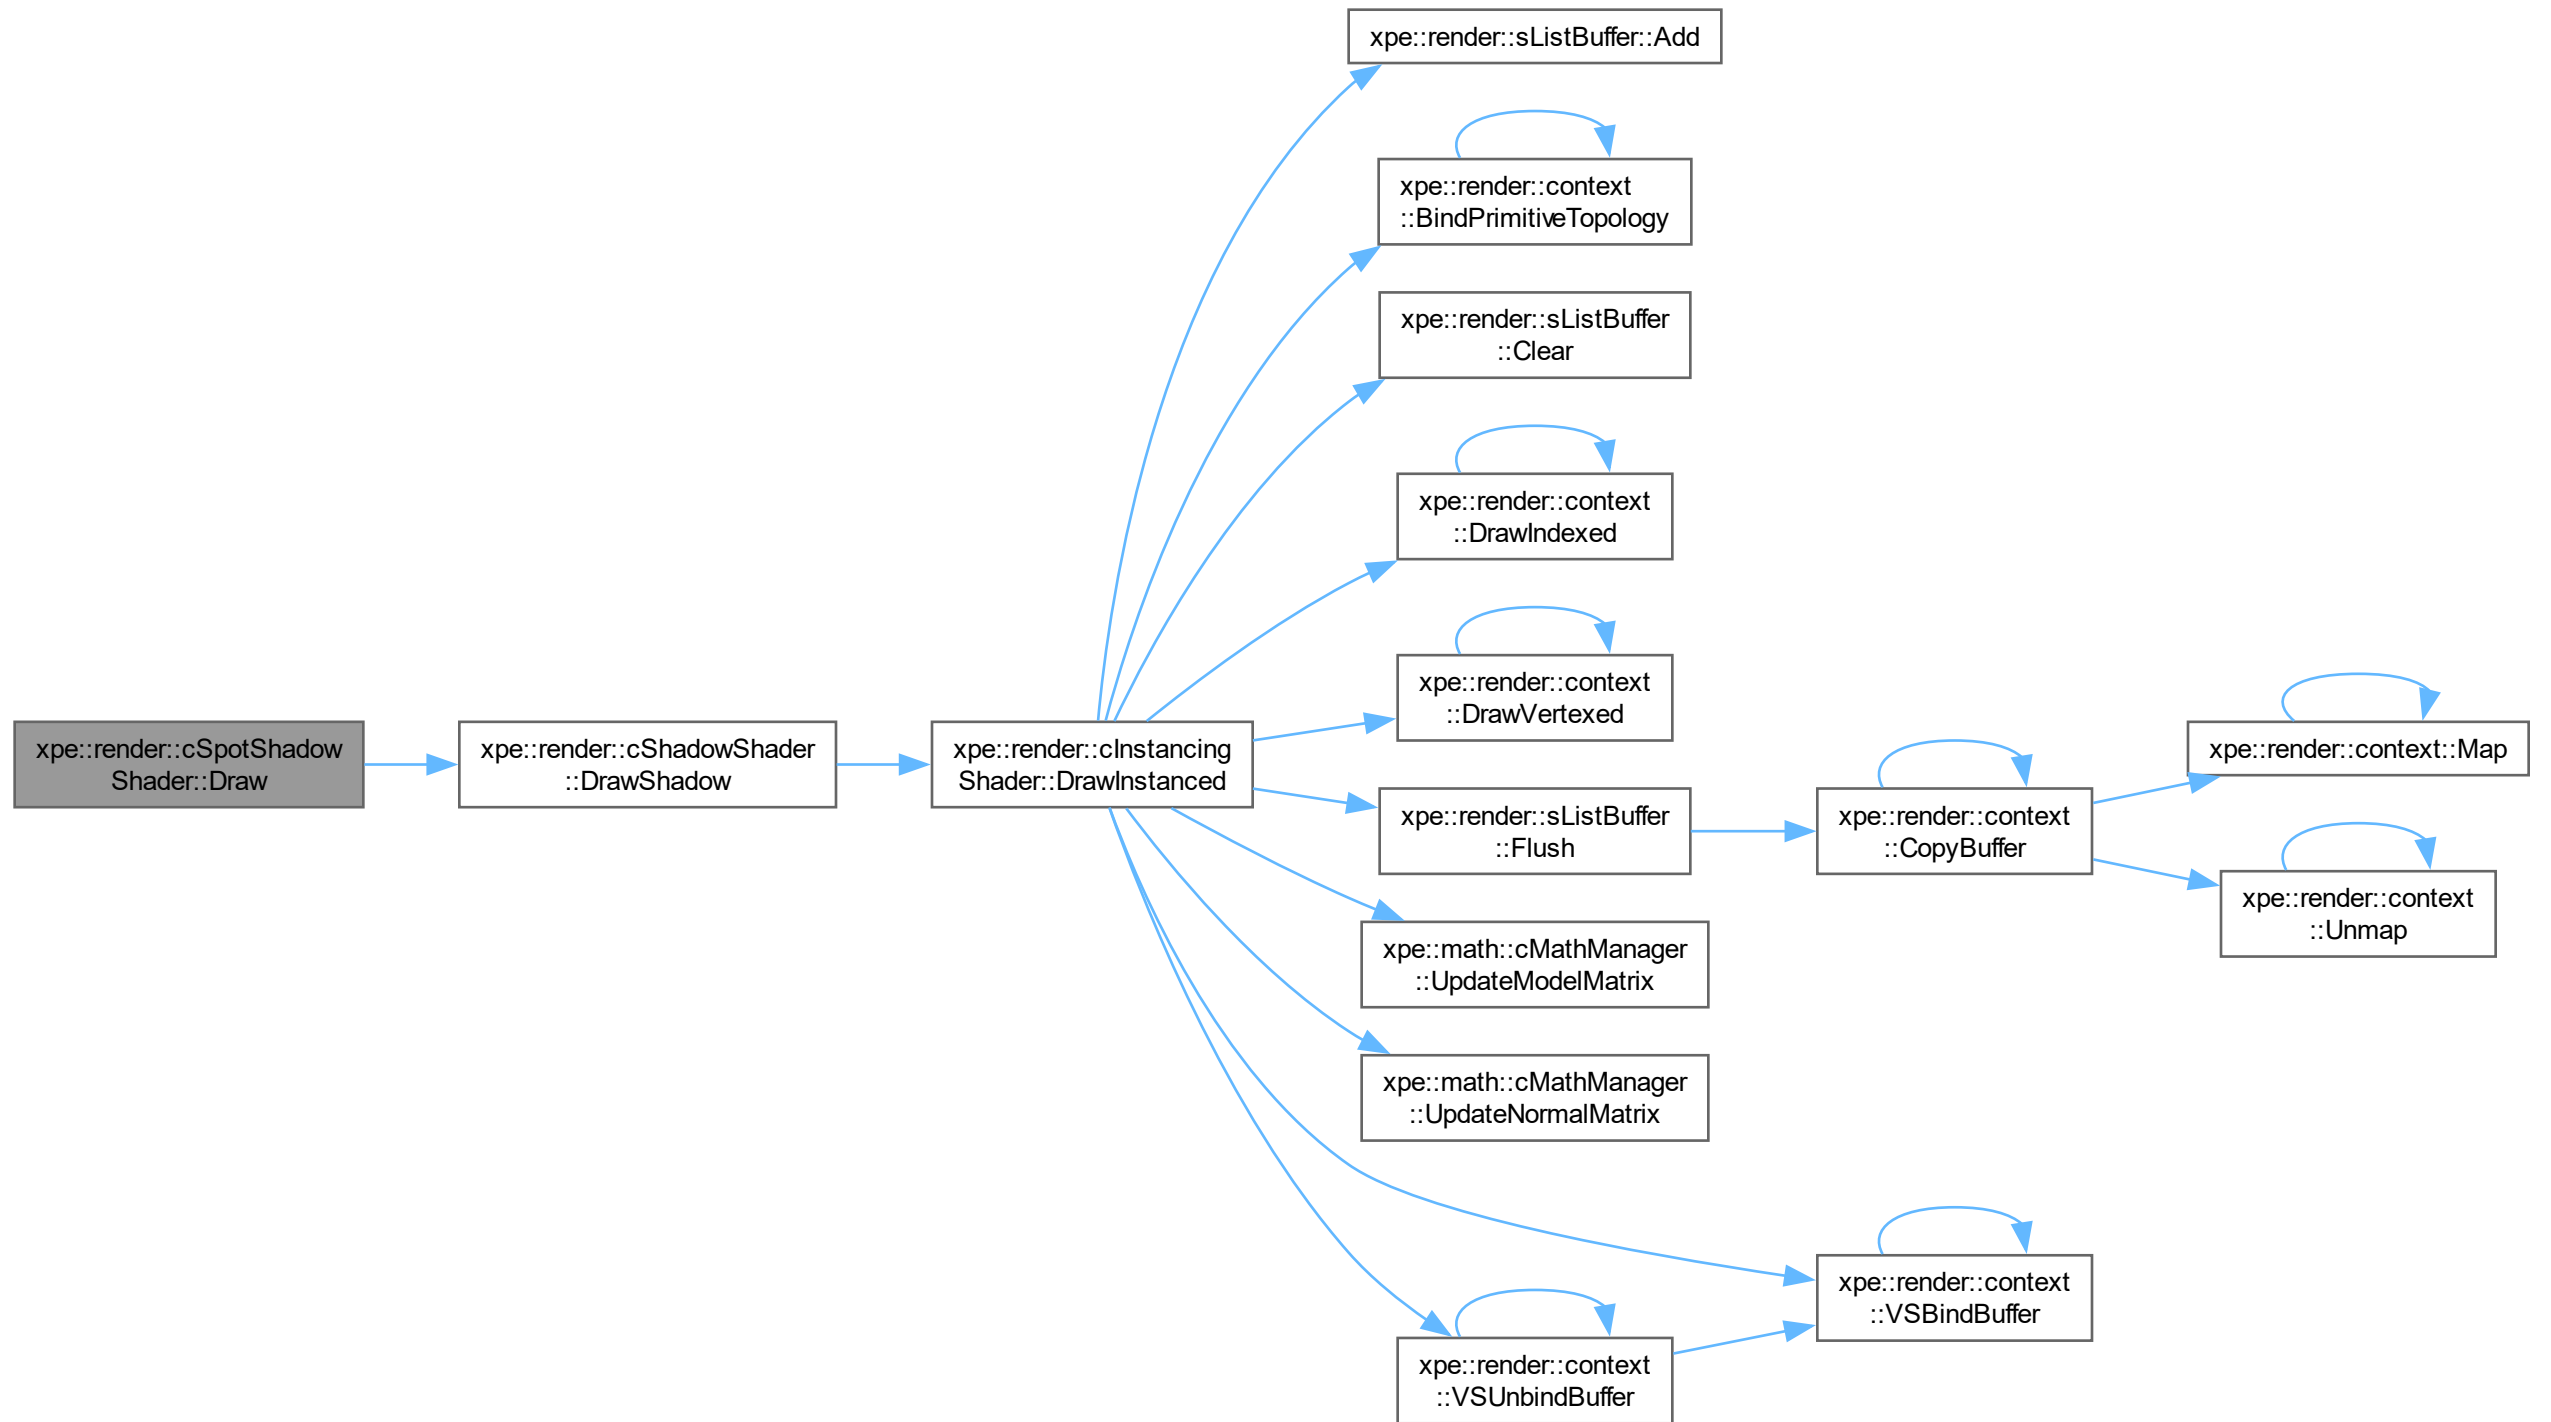 xpe::render::sListBuffer::Add
xpe::render::context
::BindPrimitiveTopology
xpe::render::sListBuffer
::Clear
xpe::render::context
::DrawIndexed
xpe::render::context
::DrawVertexed
xpe::render::cSpotShadow
Shader::Draw
xpe::render::cShadowShader
::DrawShadow
xpe::render::cInstancing
Shader::DrawInstanced
xpe::render::context::Map
xpe::render::sListBuffer
::Flush
xpe::render::context
::CopyBuffer
xpe::render::context
::Unmap
xpe::math::cMathManager
::UpdateModelMatrix
xpe::math::cMathManager
::UpdateNormalMatrix
xpe::render::context
::VSBindBuffer
xpe::render::context
::VSUnbindBuffer